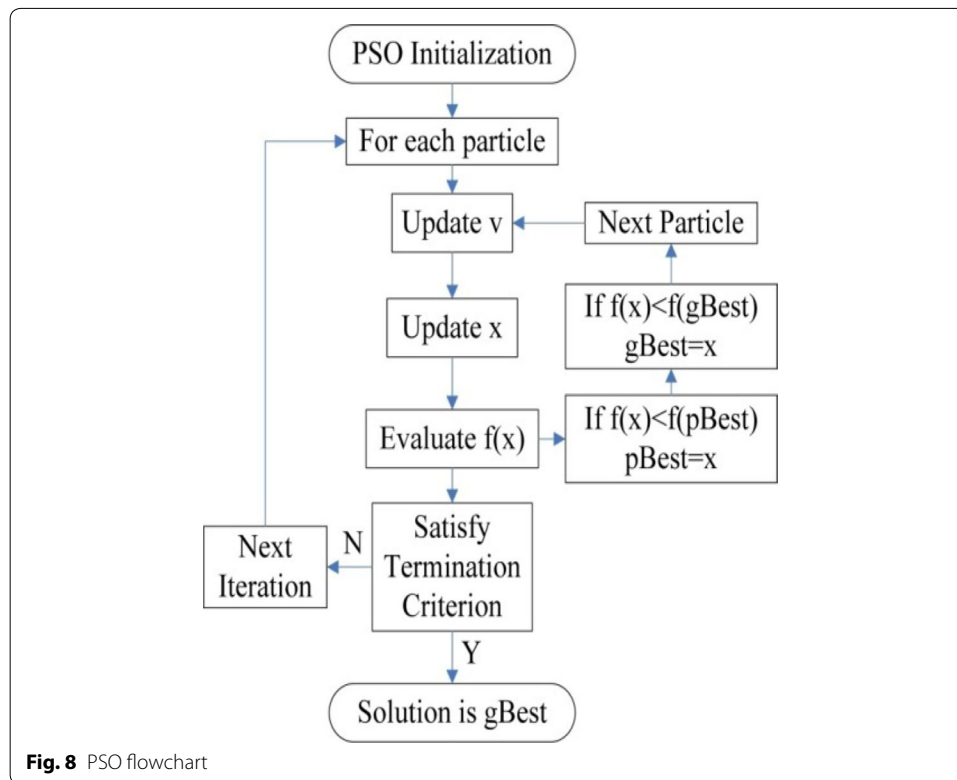 PSO Initialization
For each particle
Update v
Next Particle
Update x
If f(x)<f(gBest)
gBest=x
Evaluate f(x)
If f(x)<f(pBest)
pBest=x
Satisfy
Termination
Criterion
N
Next
Iteration
Y
Solution is gBest
Fig. 8 PSO flowchart